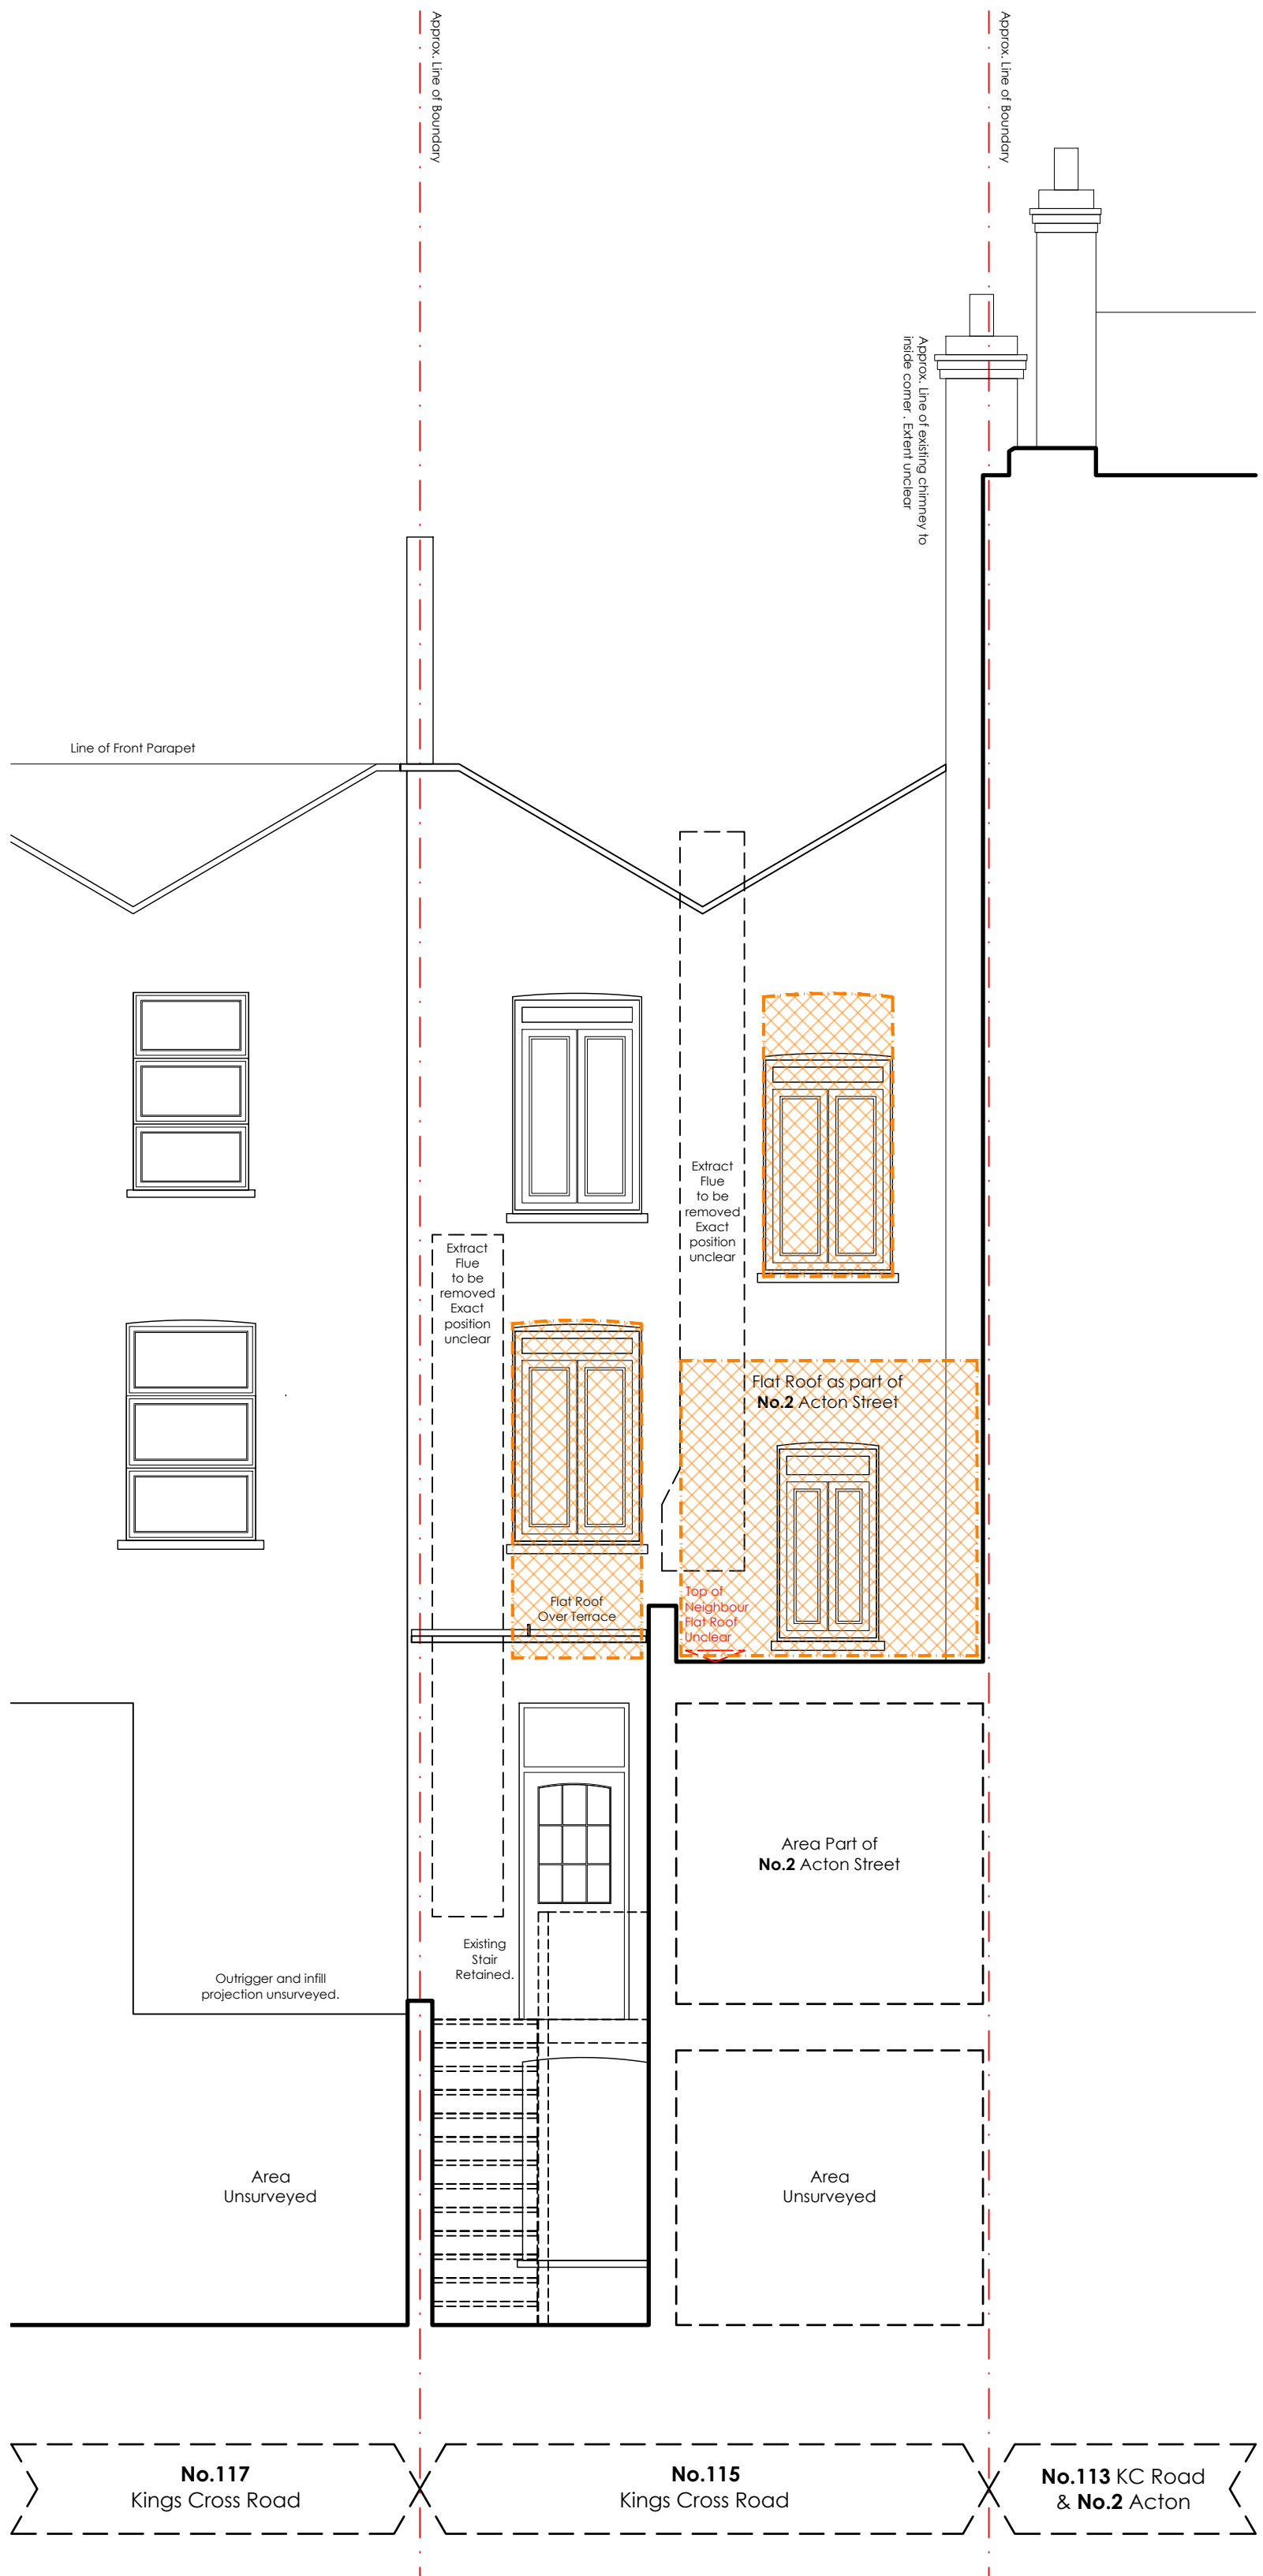 Approx. Line of Boundary
Approx. Line of Boundary
Approx. Line of existing chimney to
inside corner . Extent unclear
Line of Front Parapet
Extract
Flue
to be
removed
Exact
position
unclear
Extract
Flue
to be
removed
Exact
position
unclear
Flat Roof as part of
No.2 Acton Street
Flat Roof
Over Terrace
Top of
Neighbour
Flat Roof
Unclear
Area Part of
No.2 Acton Street
Existing
Stair
Retained.
Outrigger and infill
projection unsurveyed.
Area
Unsurveyed
Area
Unsurveyed
No.117
Kings Cross Road
No.115
Kings Cross Road
No.113 KC Road
& No.2 Acton